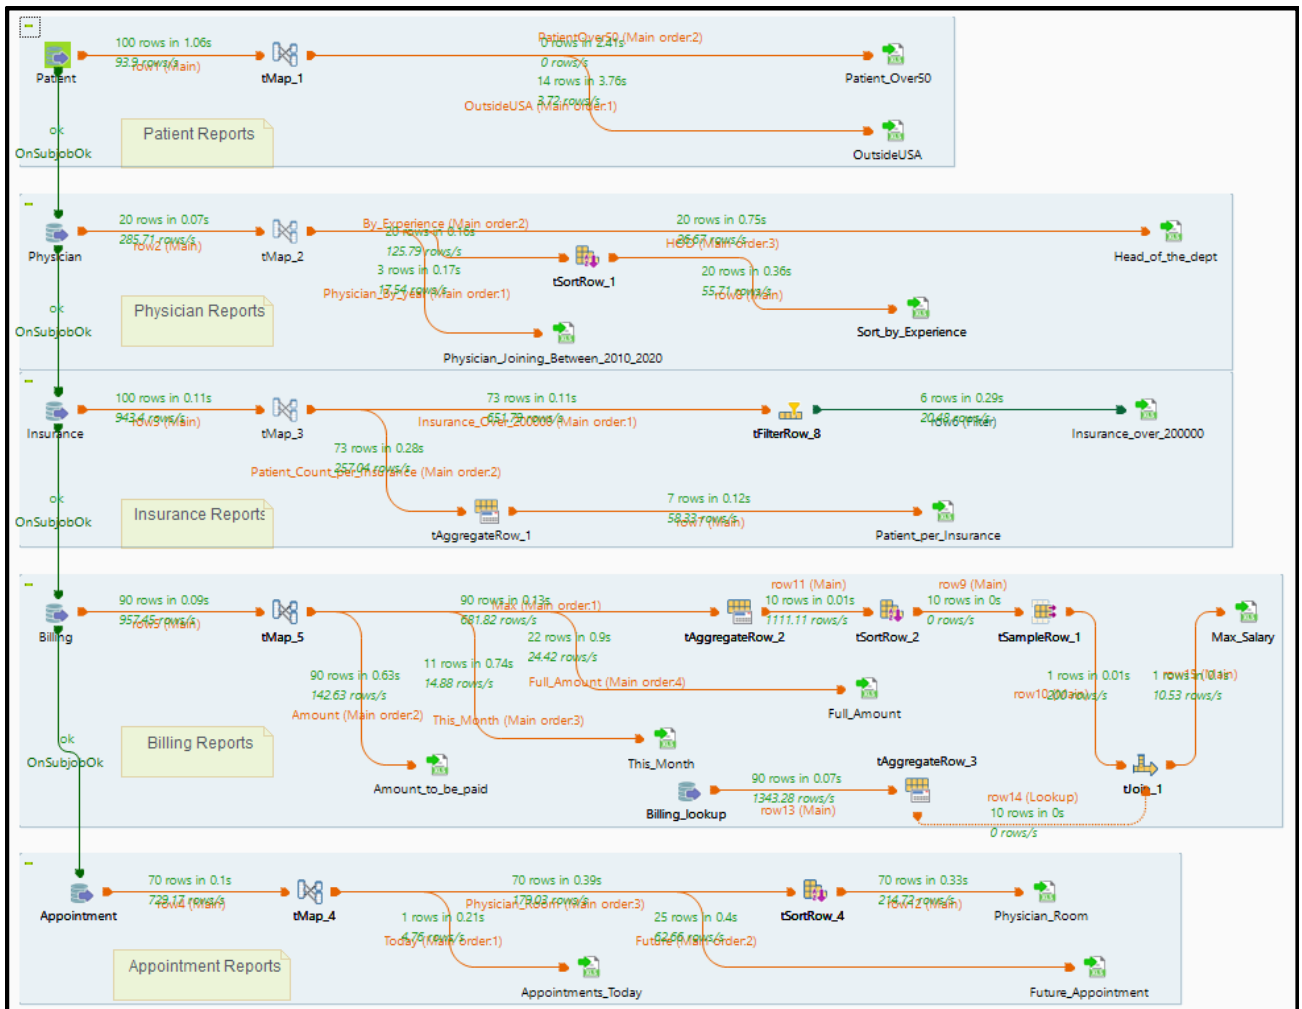 100 rows in 1.06s
93.9 rows/s
row1 (Main)
Patient
tMap_1
PatientOver50 (Main order:2)
0 rows in 2.41s
0 rows/s
14 rows in 3.76s
3.72 rows/s
OutsideUSA (Main order:1)
Patient_Over50
OutsideUSA
ok
OnSubjobOk
Patient Reports
20 rows in 0.07s
285.71 rows/s
row2 (Main)
Physician
tMap_2
By_Experience (Main order:2)
20 rows in 0.16s
125.79 rows/s
3 rows in 0.17s
17.54 rows/s
Physician_By_year (Main order:1)
tSortRow_1
20 rows in 0.75s
26.67 rows/s
HOD (Main order:3)
20 rows in 0.36s
55.71 rows/s
row8 (Main)
Head_of_the_dept
Sort_by_Experience
Physician_Joining_Between_2010_2020
ok
OnSubjobOk
Physician Reports
100 rows in 0.11s
943.4 rows/s
row3 (Main)
Insurance
tMap_3
73 rows in 0.11s
651.79 rows/s
Insurance_Over_200000 (Main order:1)
tFilterRow_8
6 rows in 0.29s
20.48 rows/s
row6 (Filter)
Insurance_over_200000
73 rows in 0.28s
257.04 rows/s
Patient_Count_per_Insurance (Main order:2)
tAggregateRow_1
7 rows in 0.12s
58.33 rows/s
row7 (Main)
Patient_per_Insurance
ok
OnSubjobOk
Insurance Reports
90 rows in 0.09s
957.45 rows/s
row5 (Main)
Billing
tMap_5
90 rows in 0.13s
681.82 rows/s
Max (Main order:1)
tAggregateRow_2
row11 (Main)
10 rows in 0.01s
1111.11 rows/s
tSortRow_2
row9 (Main)
10 rows in 0s
0 rows/s
tSampleRow_1
Max_Salary
22 rows in 0.9s
24.42 rows/s
Full_Amount (Main order:4)
Full_Amount
11 rows in 0.74s
14.88 rows/s
This_Month (Main order:3)
This_Month
90 rows in 0.63s
142.63 rows/s
Amount (Main order:2)
Amount_to_be_paid
1 rows in 0.01s
200 rows/s
row10 (Main)
1 rows in 0.1s
10.53 rows/s
row15 (Main)
tJoin_1
Billing_lookup
90 rows in 0.07s
1343.28 rows/s
row13 (Main)
tAggregateRow_3
row14 (Lookup)
10 rows in 0s
0 rows/s
ok
OnSubjobOk
Billing Reports
70 rows in 0.1s
729.17 rows/s
row4 (Main)
Appointment
tMap_4
70 rows in 0.39s
179.03 rows/s
Physician_Room (Main order:3)
tSortRow_4
70 rows in 0.33s
214.72 rows/s
row12 (Main)
Physician_Room
1 rows in 0.21s
4.76 rows/s
Today (Main order:1)
Appointments_Today
25 rows in 0.4s
62.66 rows/s
Future (Main order:2)
Future_Appointment
Appointment Reports